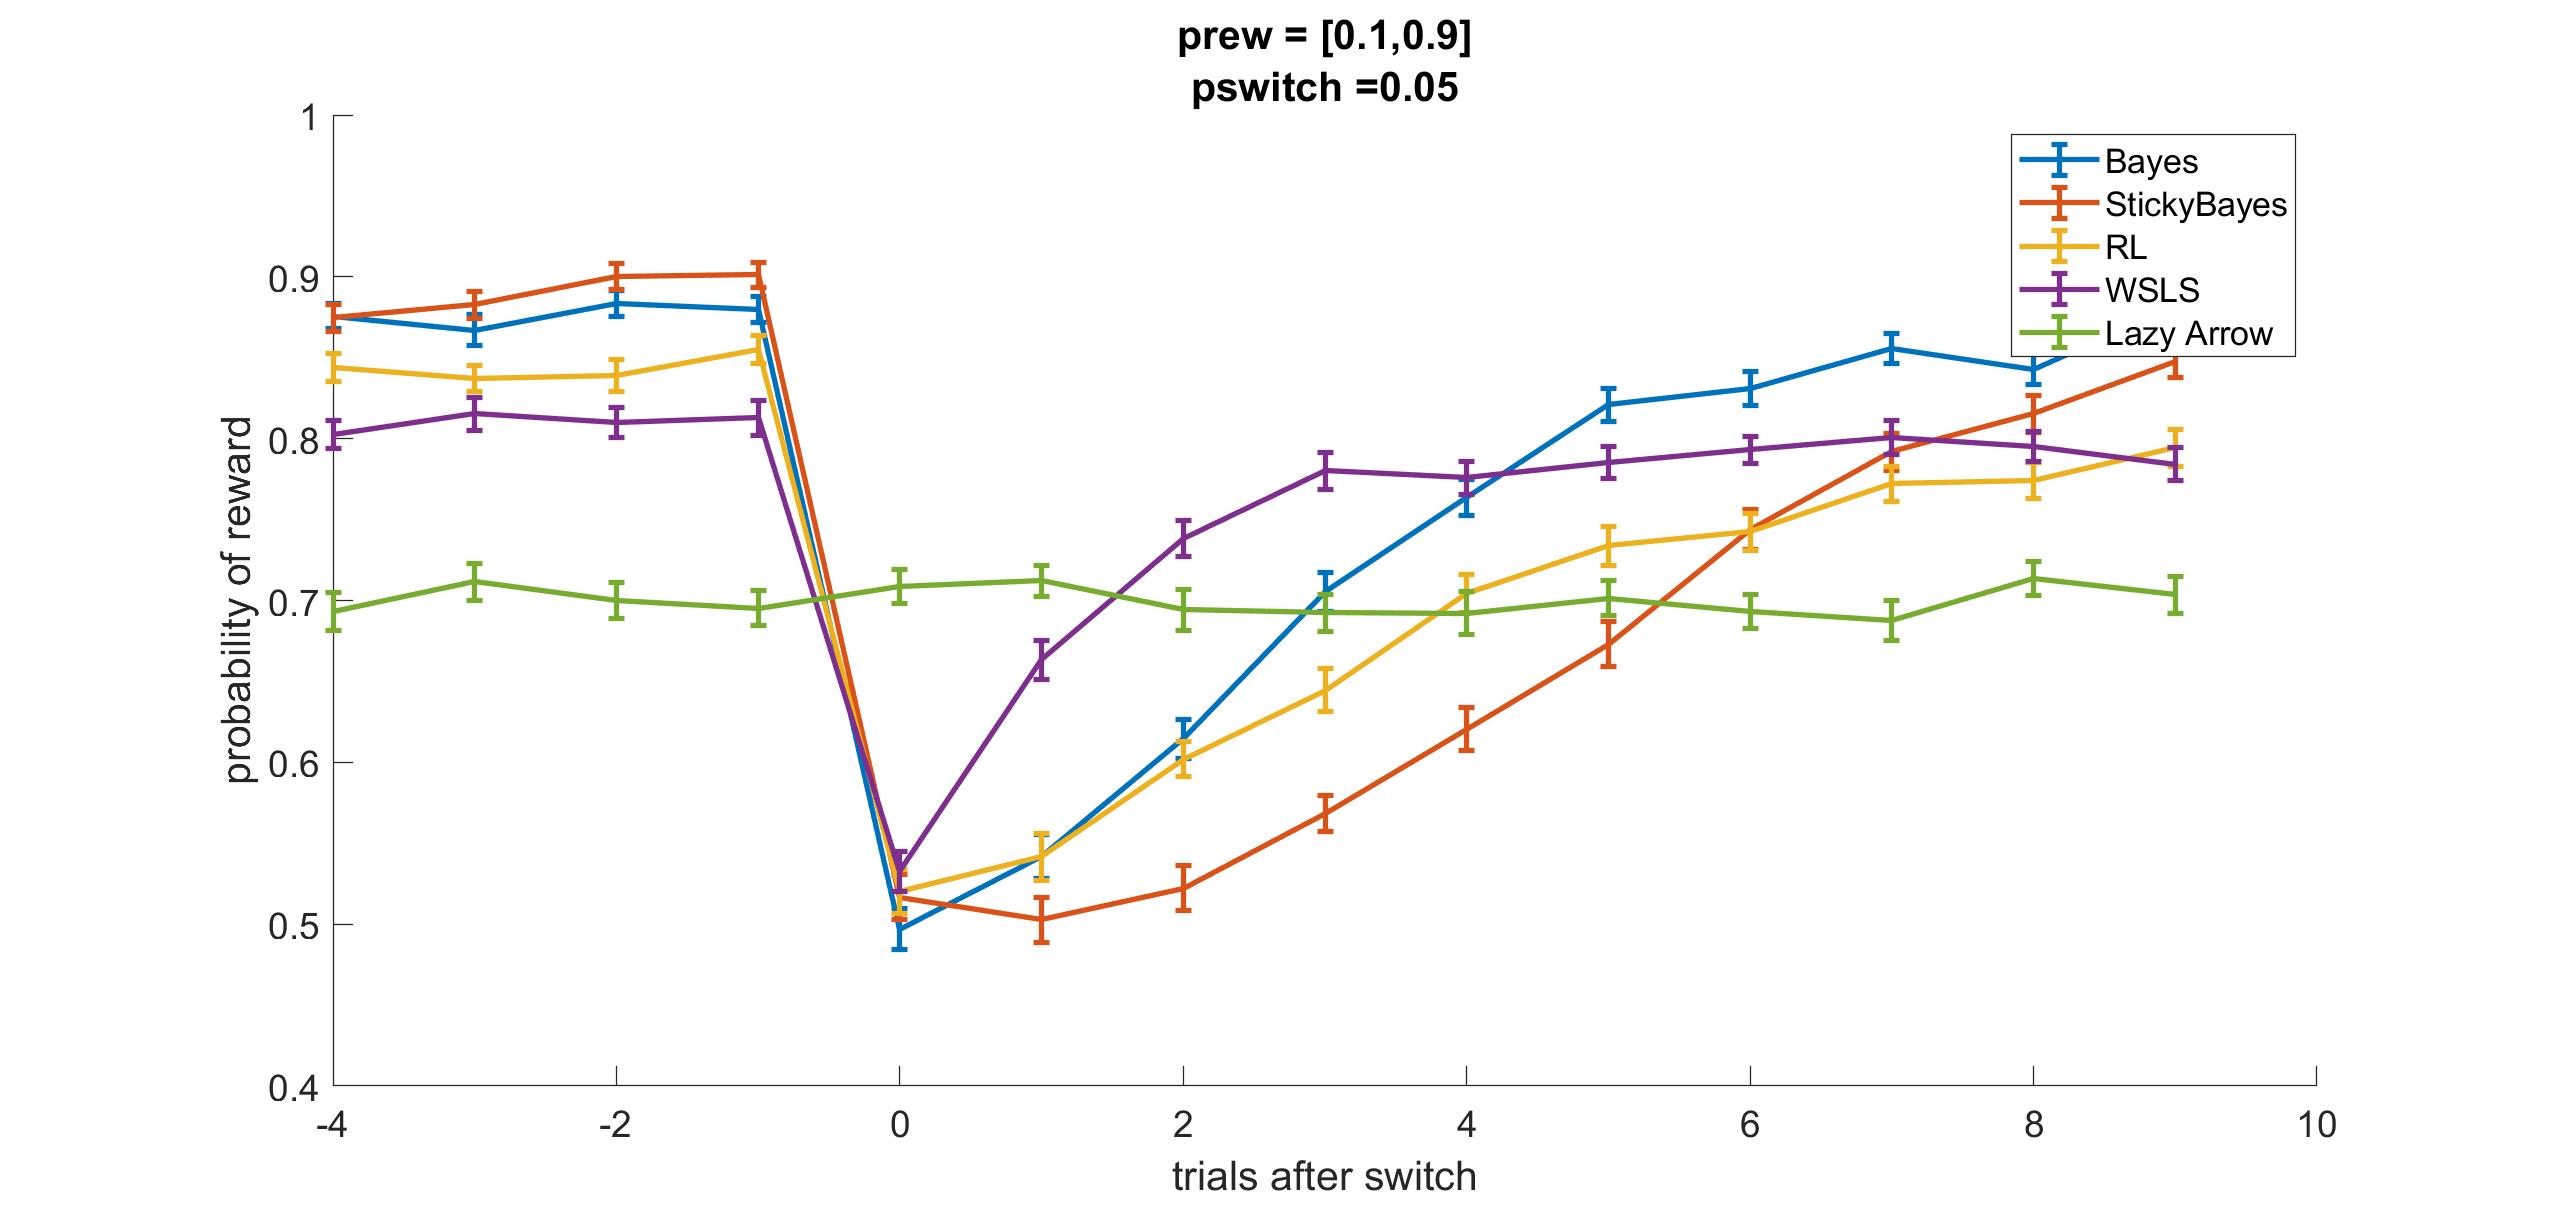 prew = [0.1,0.9]
pswitch =0.05
1
0.9
0.8
0.7
0.6
0.5
0.4
probability of reward
Bayes
StickyBayes
RL
WSLS
Lazy Arrow
-4
-2
0
2
4
6
8
10
trials after switch